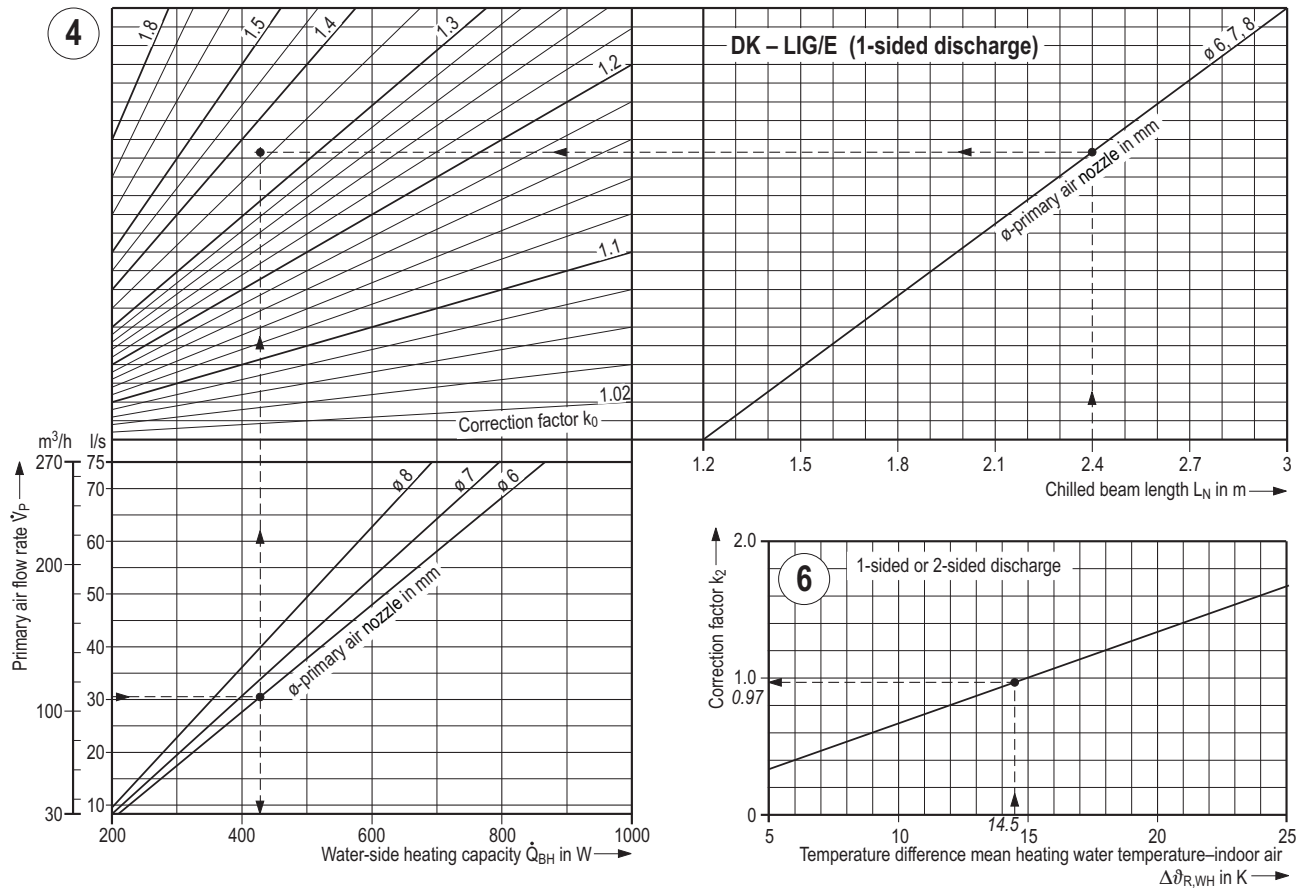 4
1.8
1.5
1.4
1.3
1.2
1.1
1.02
Correction factor k₀
DK – LIG/E (1-sided discharge)
ø 6, 7, 8
ø-primary air nozzle in mm
1.2 1.5 1.8 2.1 2.4 2.7 3
Chilled beam length L_N in m
m³/h l/s
270 75
70
200 60
50
40
100 30
20
30 10
Primary air flow rate V̇_P
ø 8
ø 7
ø 6
ø-primary air nozzle in mm
200 400 600 800 1000
Water-side heating capacity Q̇_BH in W
6
1-sided or 2-sided discharge
Correction factor k₂
2.0
1.0
0.97
0
5 10 14.5 15 20 25
Temperature difference mean heating water temperature–indoor air
Δϑ_R,WH in K